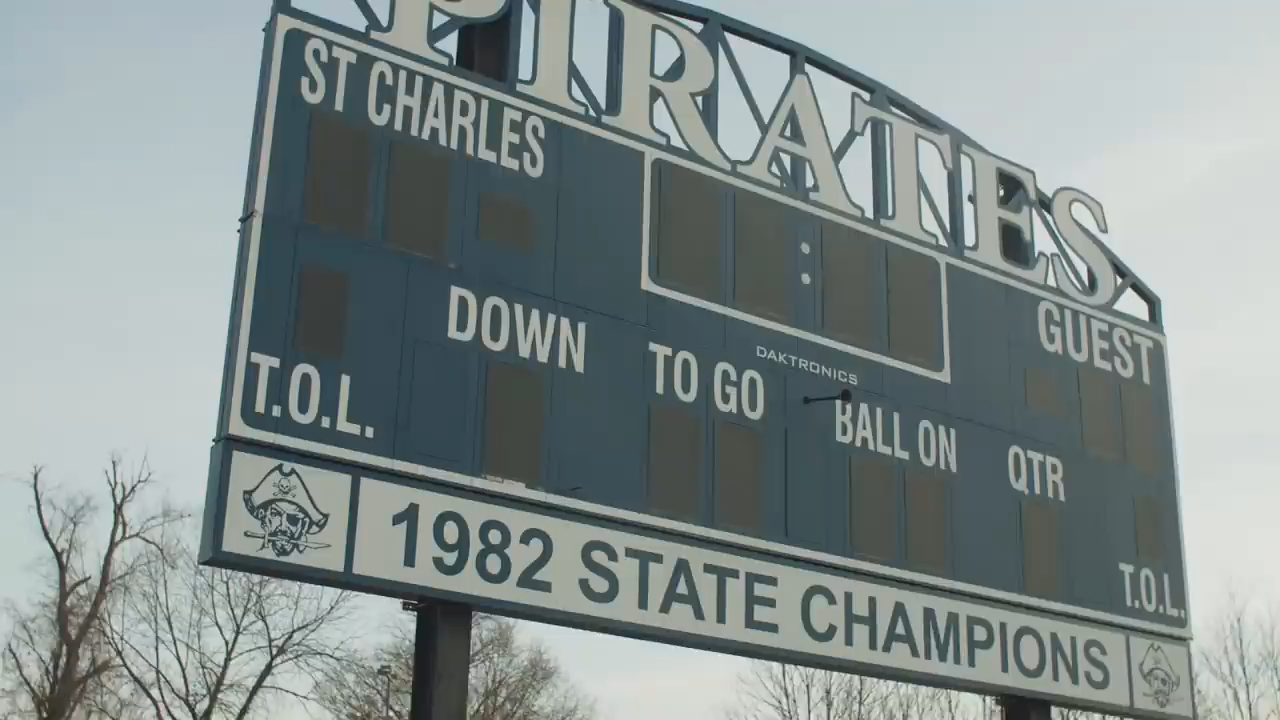 PIRATES
ST CHARLES
:
GUEST
DAKTRONICS
DOWN
TO GO
BALL ON
QTR
T.O.L.
T.O.L.
1982 STATE CHAMPIONS